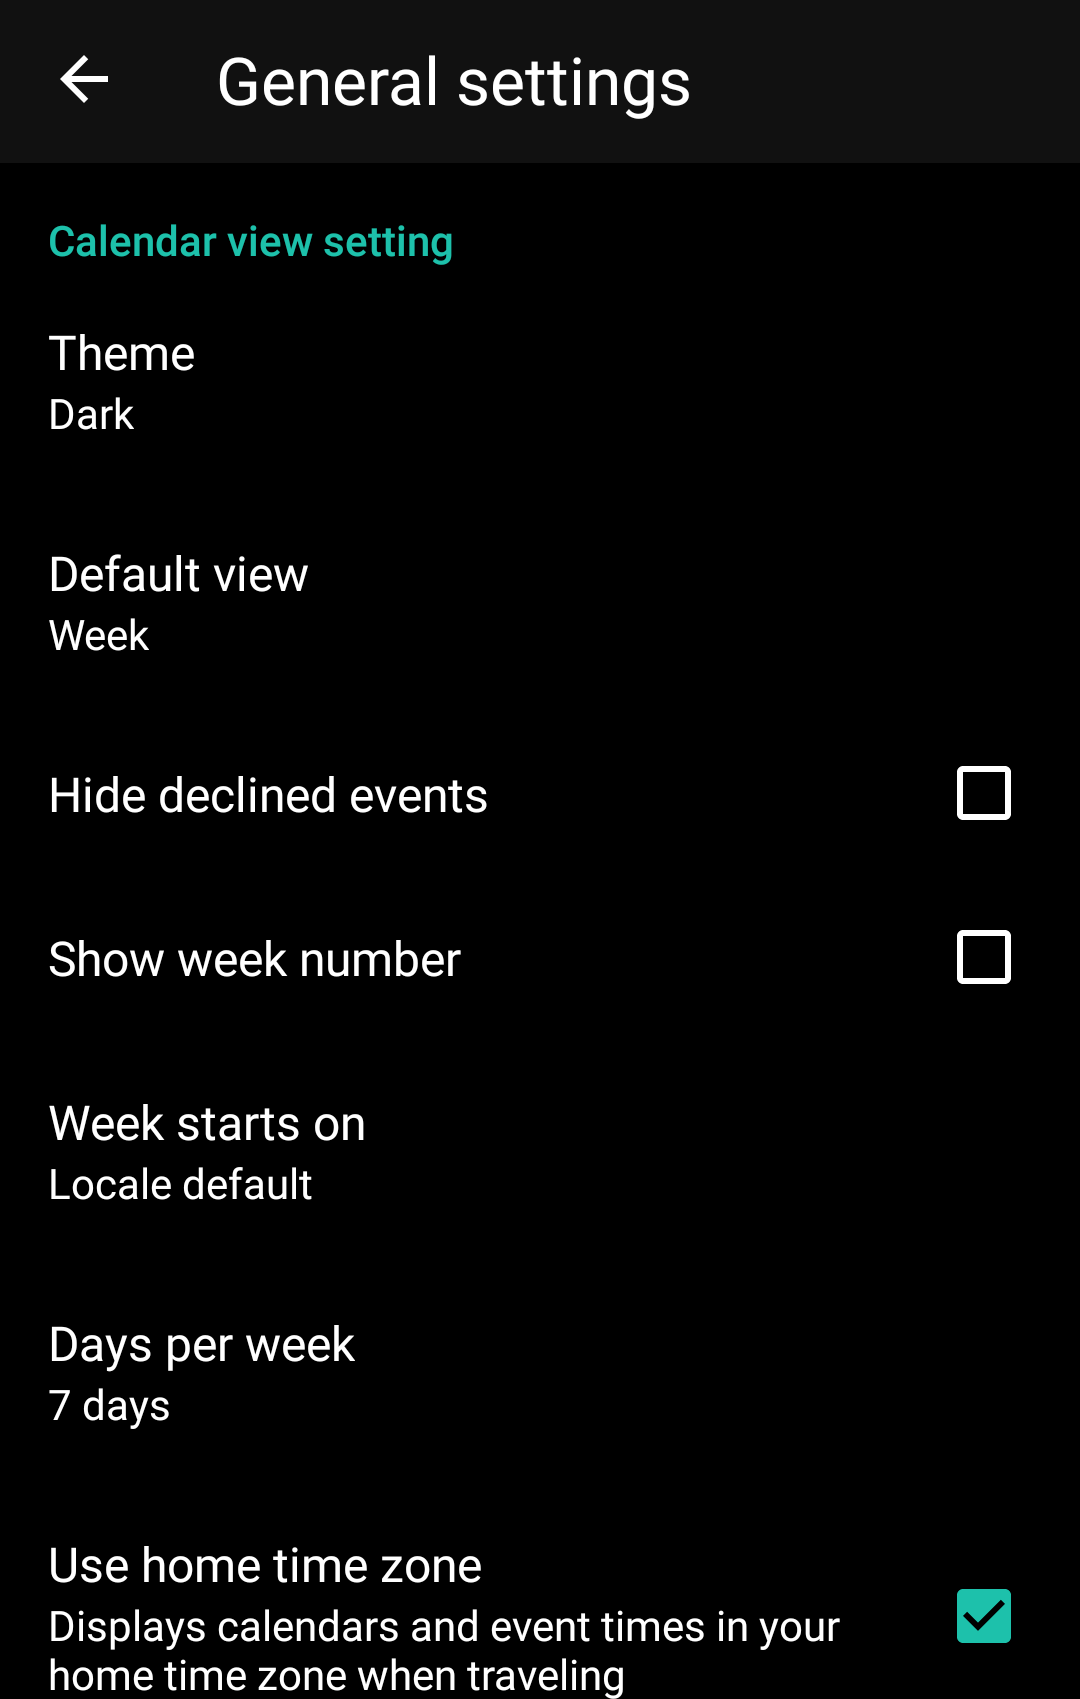 General settings
Calendar view setting
Theme
Dark
Default view
Week
Hide declined events
Show week number
Week starts on
Locale default
Days per week
7 days
Use home time zone
Displays calendars and event times in your
home time zone when traveling